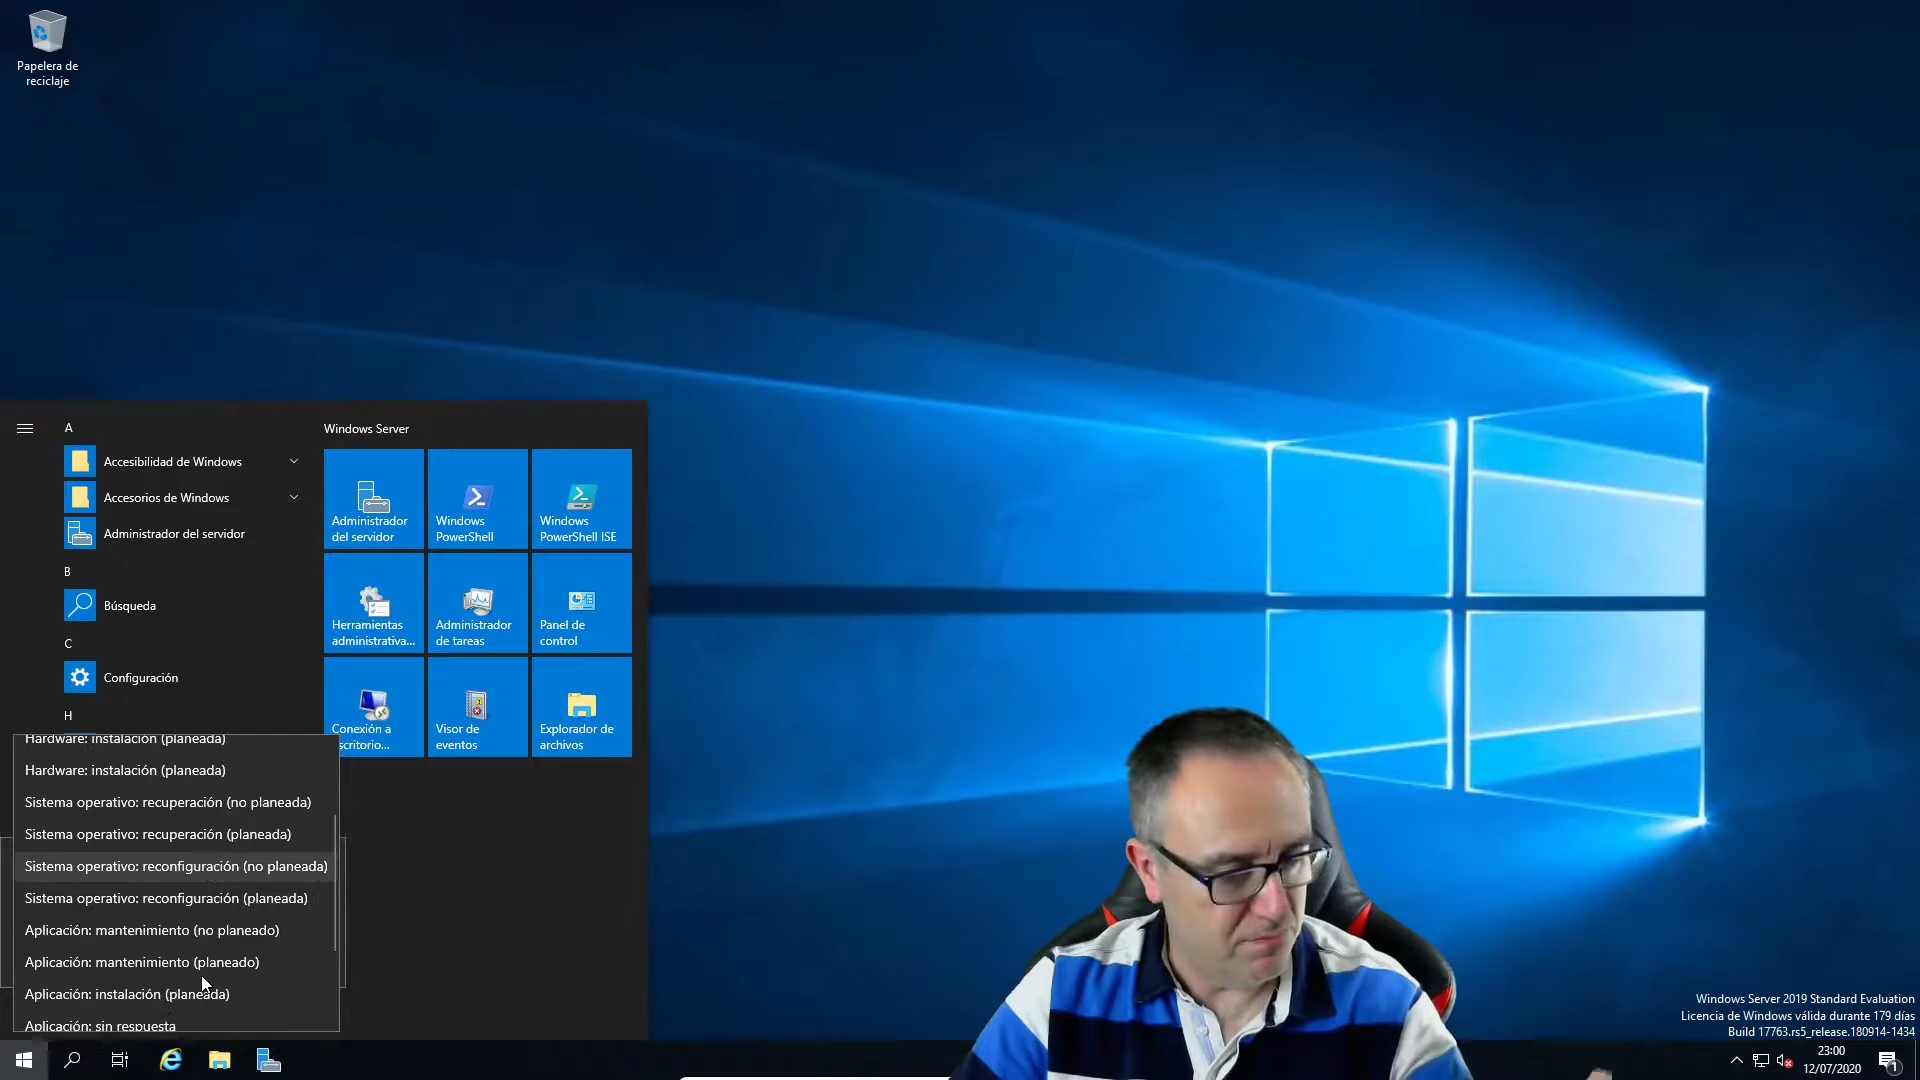 Papelera de
reciclaje
A
Accesibilidad de Windows
Accesorios de Windows
Administrador del servidor
B
Búsqueda
C
Configuración
H
Windows Server
Administrador
del servidor
Windows
PowerShell
Windows
PowerShell ISE
Herramientas
administrativa...
Administrador
de tareas
Panel de
control
Conexión a
scritorio...
Visor de
eventos
Explorador de
archivos
Hardware: instalación (planeada)
Hardware: instalación (planeada)
Sistema operativo: recuperación (no planeada)
Sistema operativo: recuperación (planeada)
Sistema operativo: reconfiguración (no planeada)
Sistema operativo: reconfiguración (planeada)
Aplicación: mantenimiento (no planeado)
Aplicación: mantenimiento (planeado)
Aplicación: instalación (planeada)
Aplicación: sin respuesta
Windows Server 2019 Standard Evaluation
Licencia de Windows válida durante 179 días
Build 17763.rs5_release.180914-1434
23:00
12/07/2020
1